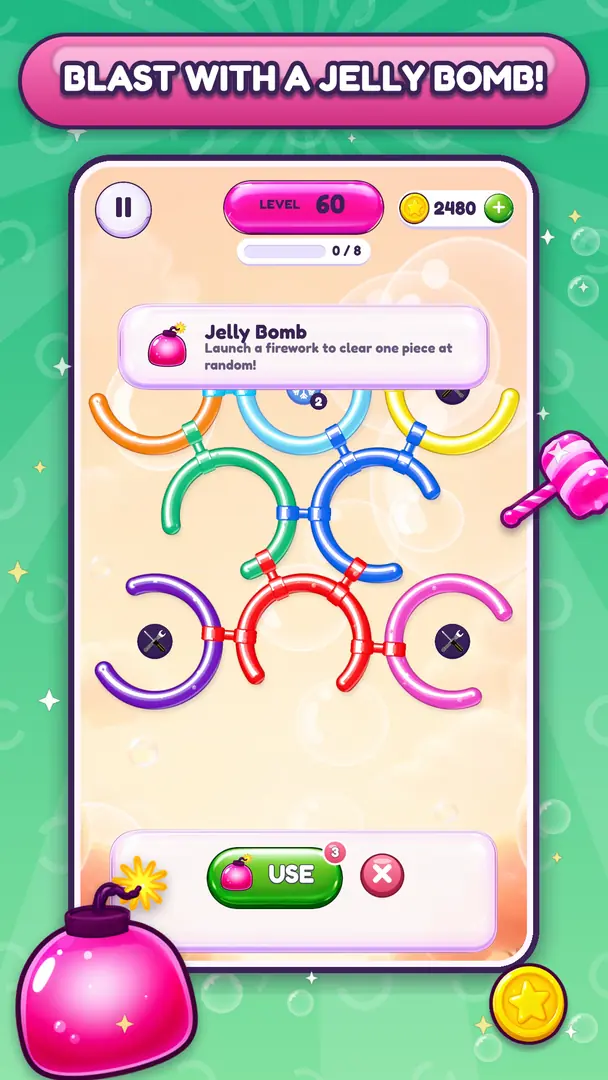 BLAST WITH A JELLY BOMB!
LEVEL 60
2480
0 / 8
Jelly Bomb
Launch a firework to clear one piece at
random!
2
3
USE